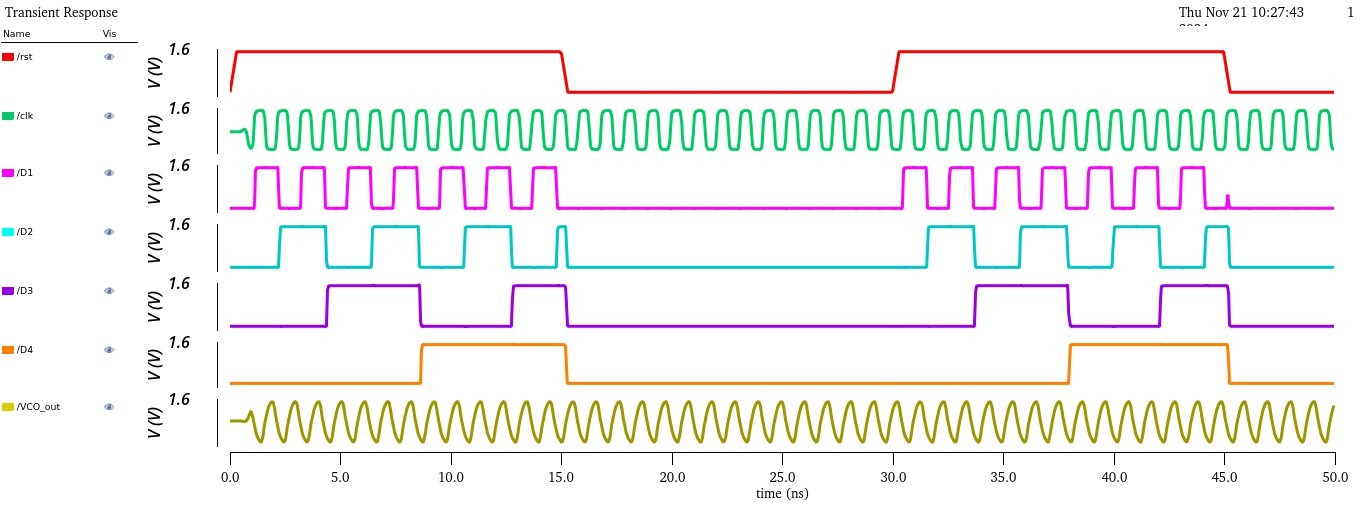 Transient Response
Thu Nov 21 10:27:43 1
Name Vis
/rst
1.6
V (V)
/clk
1.6
V (V)
/D1
1.6
V (V)
/D2
1.6
V (V)
/D3
1.6
V (V)
/D4
1.6
V (V)
/VCO_out
1.6
V (V)
0.0 5.0 10.0 15.0 20.0 25.0 30.0 35.0 40.0 45.0 50.0
time (ns)